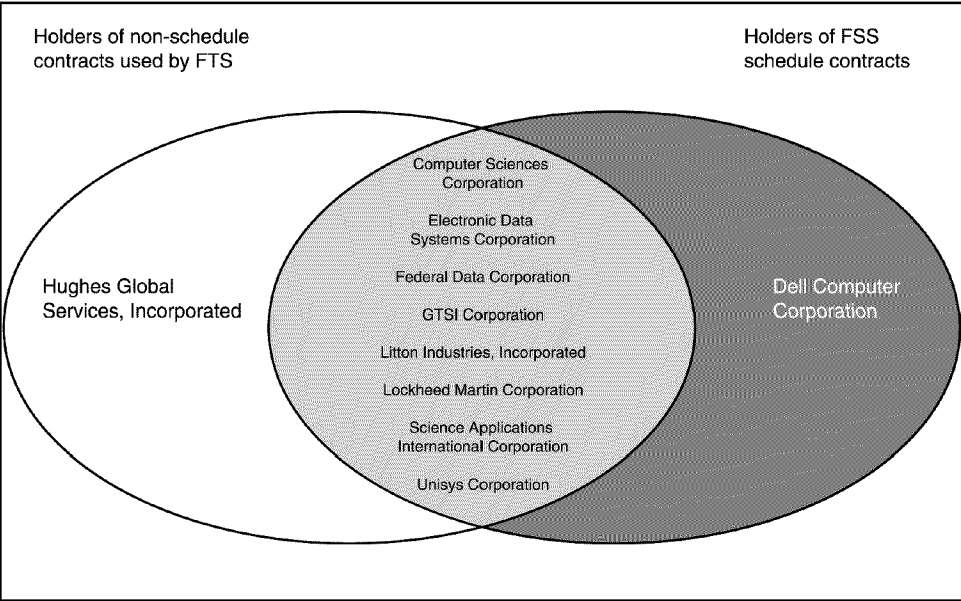 Holders of non-schedule
contracts used by FTS
Holders of FSS
schedule contracts
Hughes Global
Services, Incorporated
Computer Sciences
Corporation
Electronic Data
Systems Corporation
Federal Data Corporation
GTSI Corporation
Litton Industries, Incorporated
Lockheed Martin Corporation
Science Applications
International Corporation
Unisys Corporation
Dell Computer
Corporation